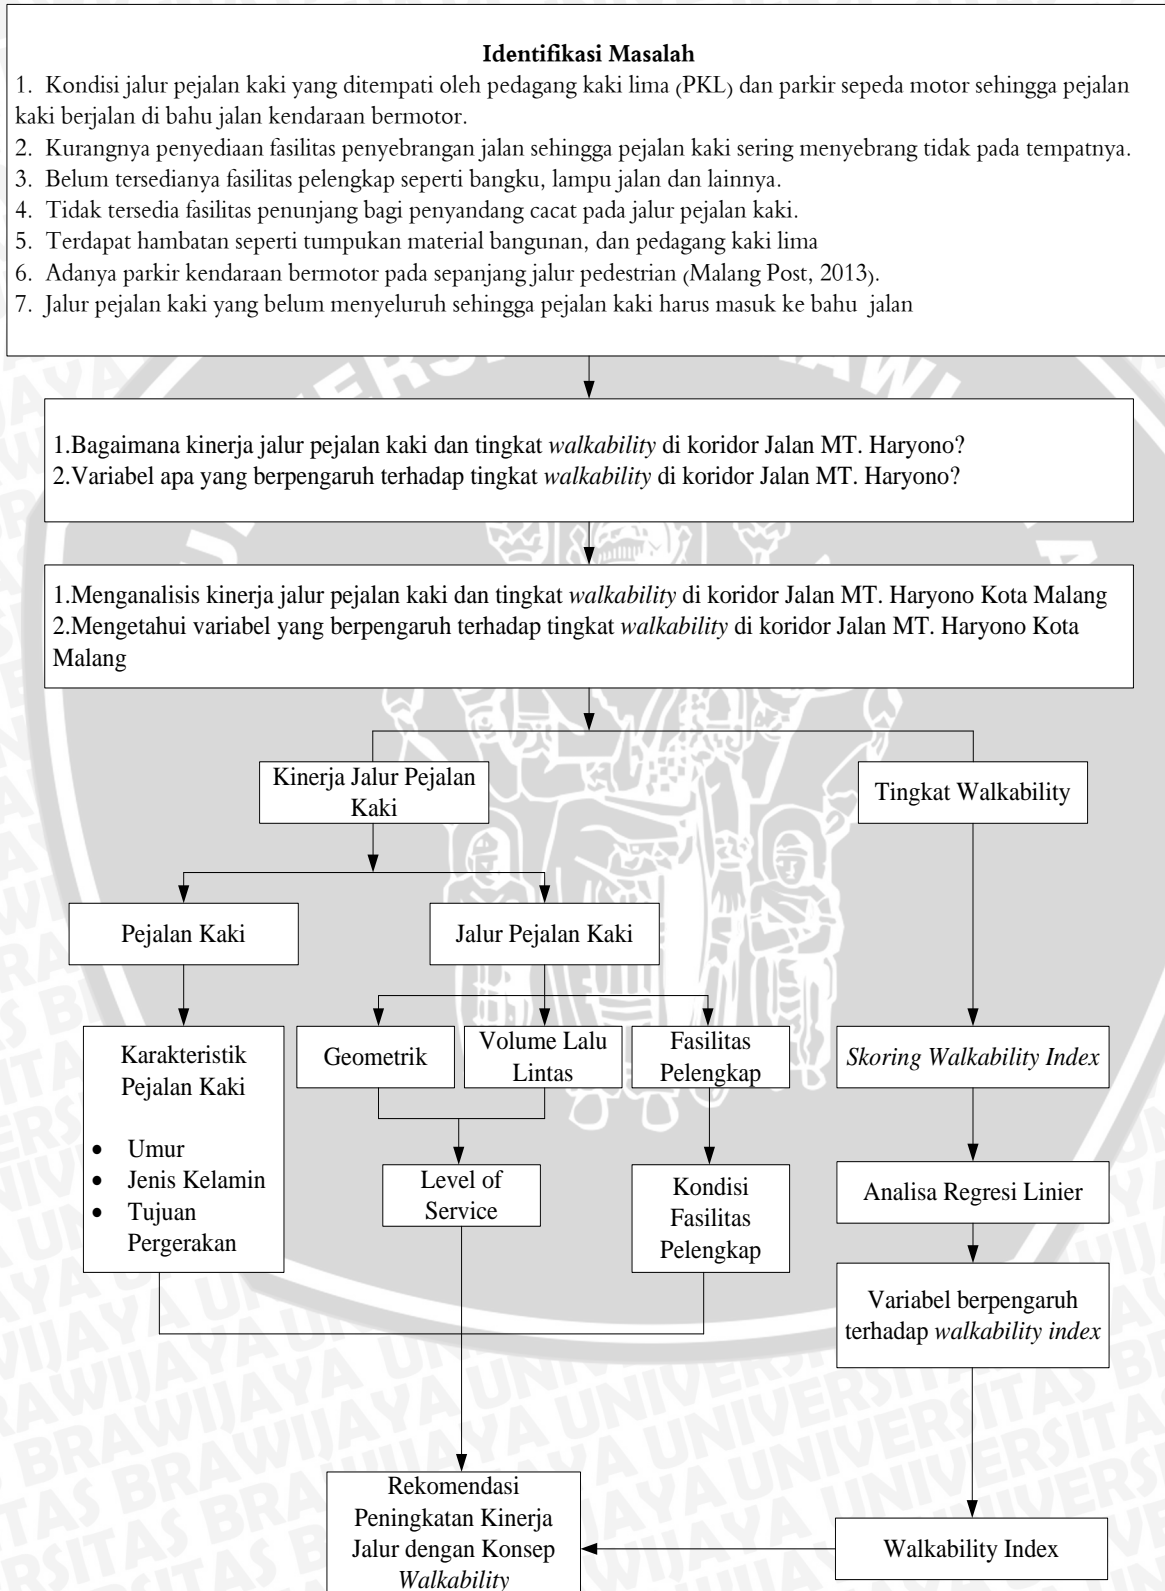 Identifikasi Masalah
1. Kondisi jalur pejalan kaki yang ditempati oleh pedagang kaki lima (PKL) dan parkir sepeda motor sehingga pejalan
kaki berjalan di bahu jalan kendaraan bermotor.
2. Kurangnya penyediaan fasilitas penyebrangan jalan sehingga pejalan kaki sering menyebrang tidak pada tempatnya.
3. Belum tersedianya fasilitas pelengkap seperti bangku, lampu jalan dan lainnya.
4. Tidak tersedia fasilitas penunjang bagi penyandang cacat pada jalur pejalan kaki.
5. Terdapat hambatan seperti tumpukan material bangunan, dan pedagang kaki lima
6. Adanya parkir kendaraan bermotor pada sepanjang jalur pedestrian (Malang Post, 2013).
7. Jalur pejalan kaki yang belum menyeluruh sehingga pejalan kaki harus masuk ke bahu jalan
1.Bagaimana kinerja jalur pejalan kaki dan tingkat walkability di koridor Jalan MT. Haryono?
2.Variabel apa yang berpengaruh terhadap tingkat walkability di koridor Jalan MT. Haryono?
1.Menganalisis kinerja jalur pejalan kaki dan tingkat walkability di koridor Jalan MT. Haryono Kota Malang
2.Mengetahui variabel yang berpengaruh terhadap tingkat walkability di koridor Jalan MT. Haryono Kota
Malang
Kinerja Jalur Pejalan
Kaki
Tingkat Walkability
Pejalan Kaki
Jalur Pejalan Kaki
Karakteristik
Pejalan Kaki
• Umur
• Jenis Kelamin
• Tujuan
Pergerakan
Geometrik
Volume Lalu
Lintas
Fasilitas
Pelengkap
Skoring Walkability Index
Level of
Service
Kondisi
Fasilitas
Pelengkap
Analisa Regresi Linier
Variabel berpengaruh
terhadap walkability index
Rekomendasi
Peningkatan Kinerja
Jalur dengan Konsep
Walkability
Walkability Index